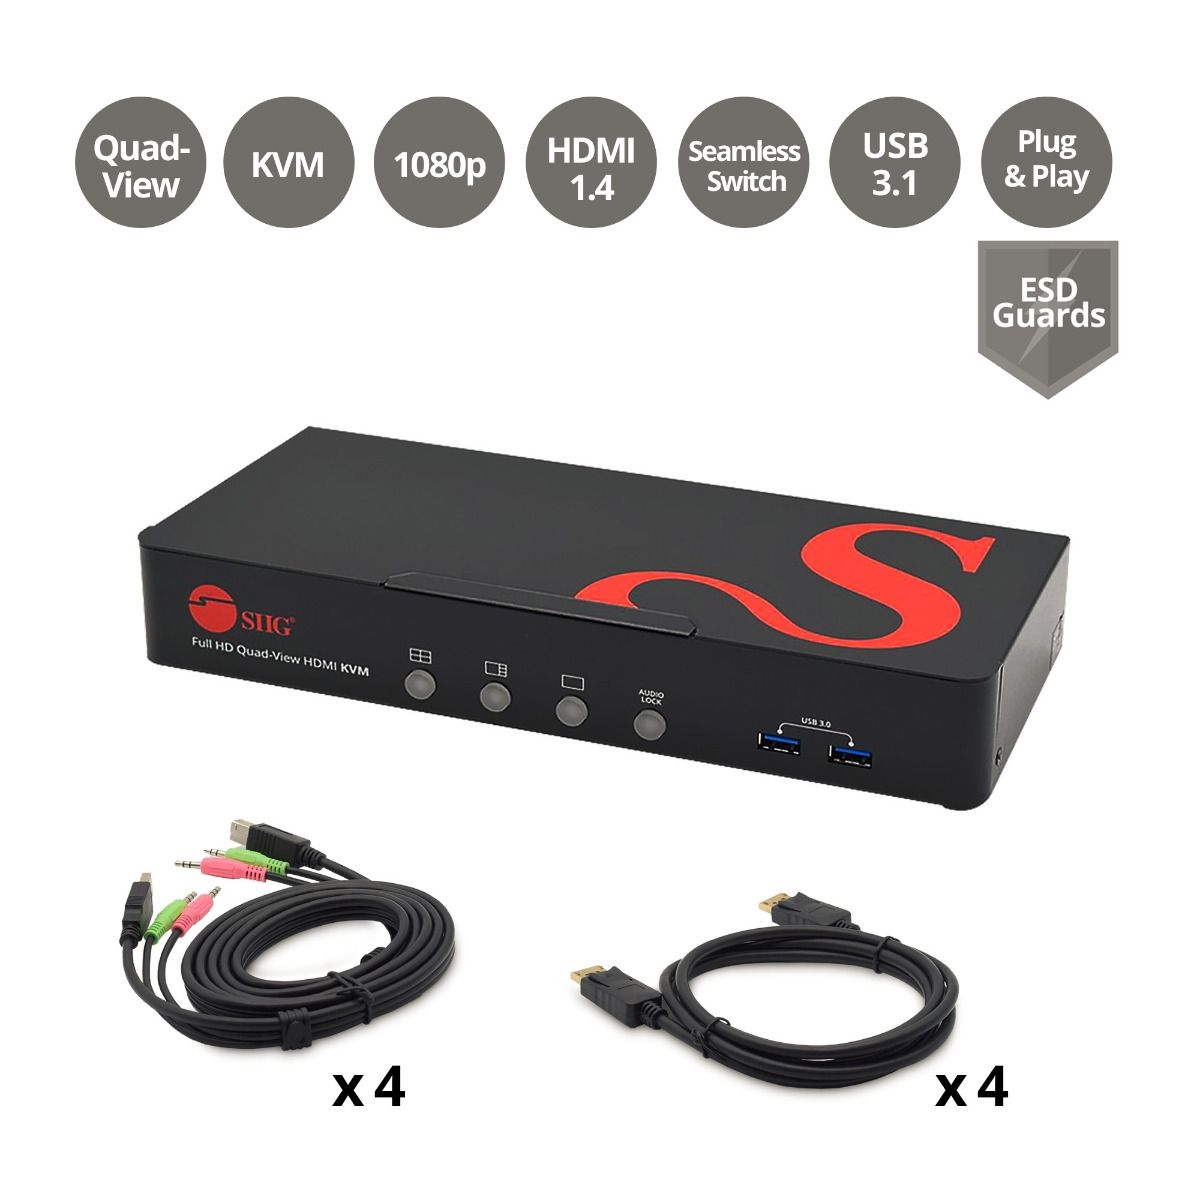 Quad-
View
KVM
1080p
HDMI
1.4
Seamless
Switch
USB
3.1
Plug
& Play
ESD
Guards
SIIG®
Full HD Quad-View HDMI KVM
AUDIO
LOCK
USB 3.0
x 4
x 4